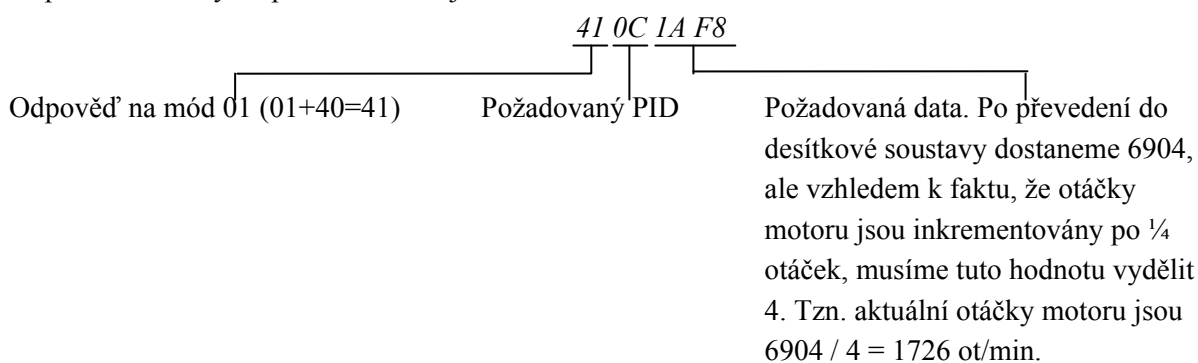 41 0C 1A F8
Odpověď na mód 01 (01+40=41)
Požadovaný PID
Požadovaná data. Po převedení do
desítkové soustavy dostaneme 6904,
ale vzhledem k faktu, že otáčky
motoru jsou inkrementovány po ¼
otáček, musíme tuto hodnotu vydělit
4. Tzn. aktuální otáčky motoru jsou
6904 / 4 = 1726 ot/min.